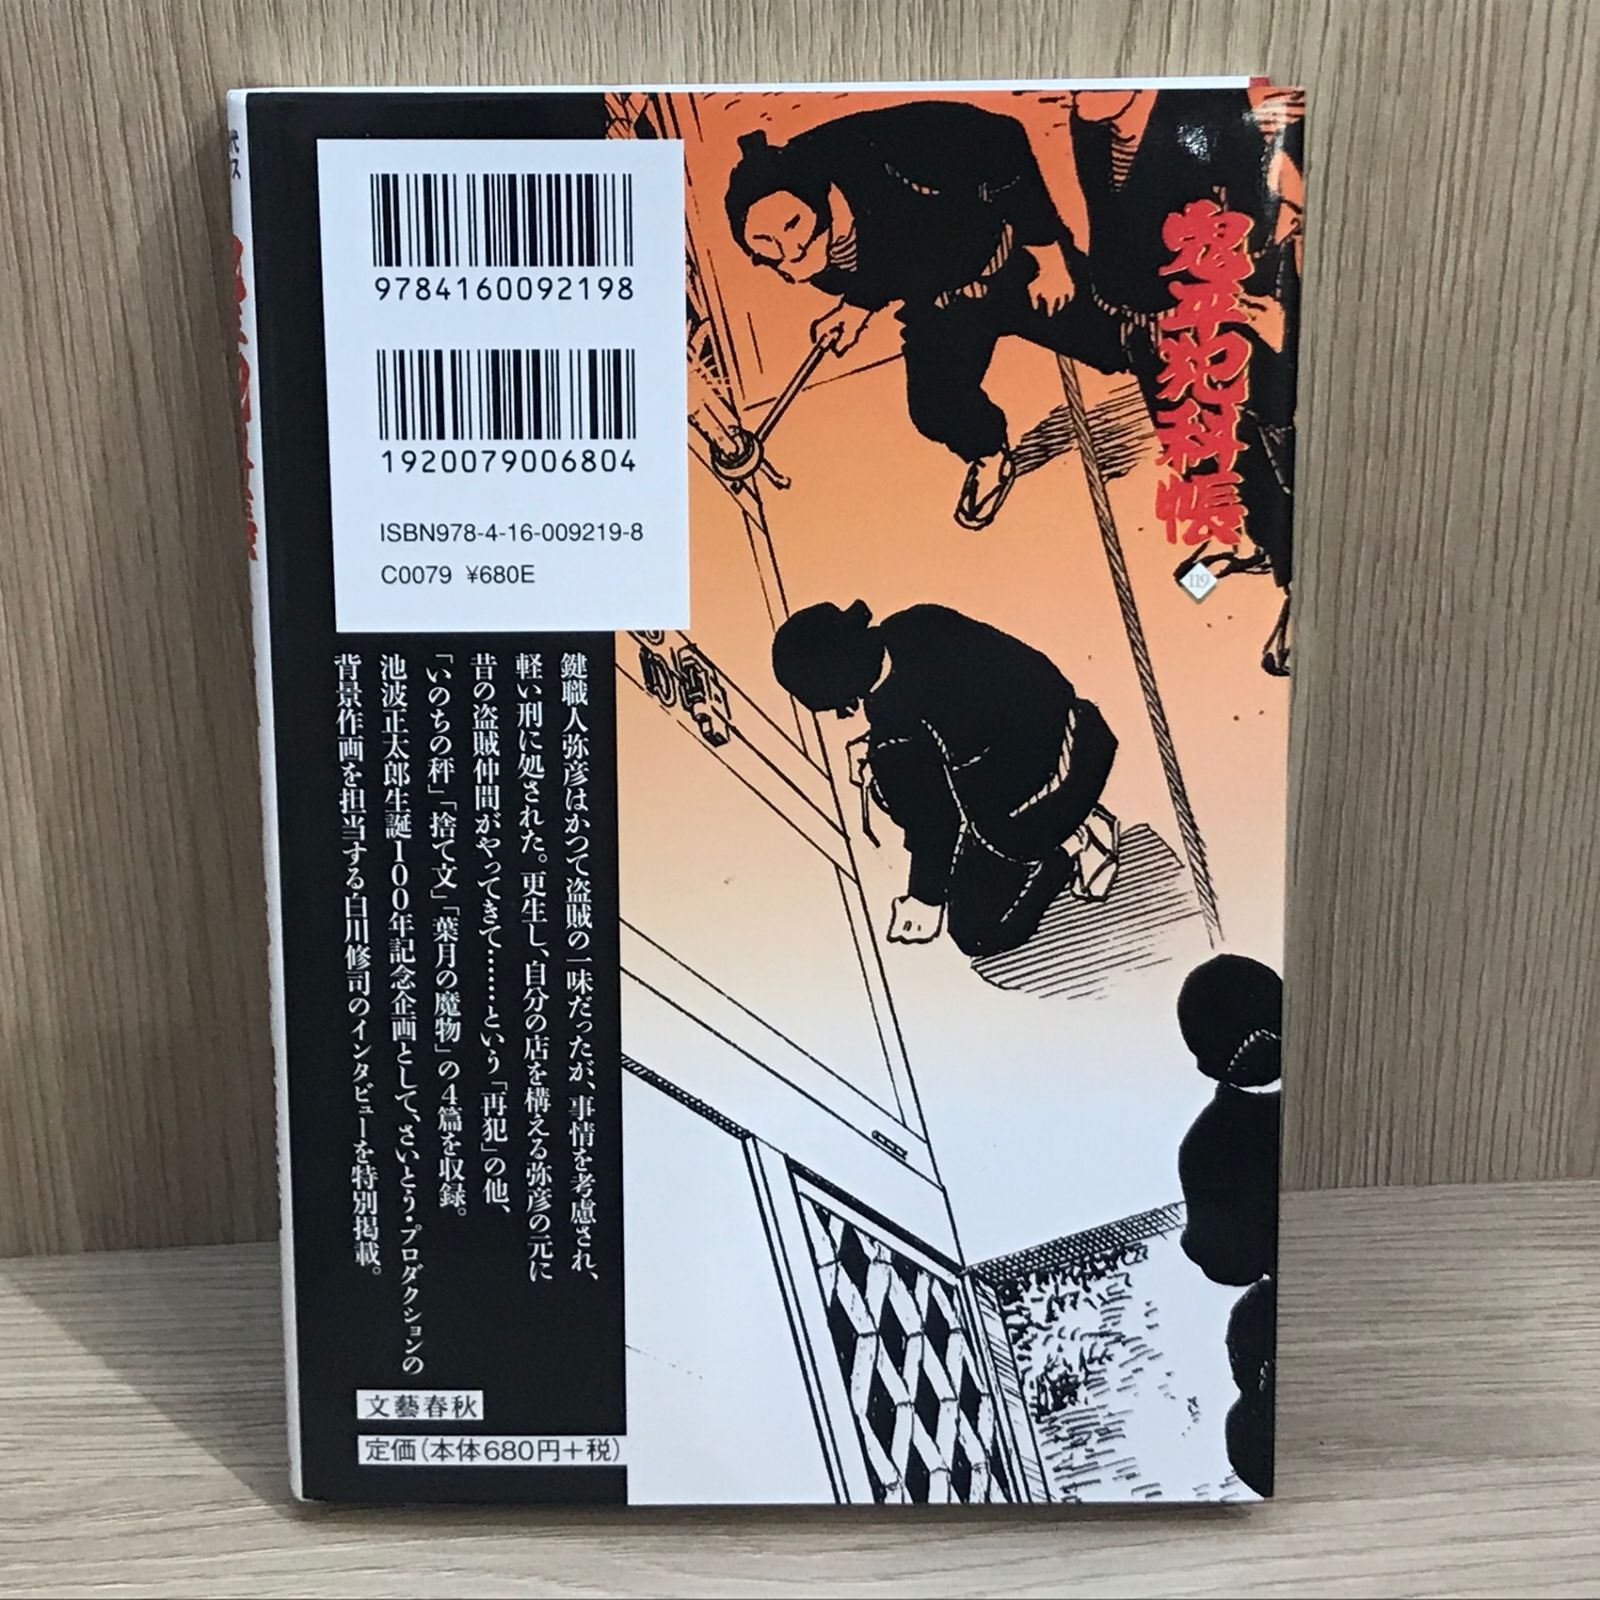 9784160092198
1920079006804
ISBN978-4-16-009219-8
C0079 ¥680E
鬼平犯科帳
119
鍵職人弥彦はかつて盗賊の一味だったが、事情を考慮され、
軽い刑に処された。更生し、自分の店を構える弥彦の元に
昔の盗賊仲間がやってきて……という「再犯」の他、
「いのちの秤」「捨て文」「葉月の魔物」の4篇を収録。
池波正太郎生誕100年記念企画として、さいとう・プロダクションの
背景作画を担当する白川修司のインタビューを特別掲載。
文藝春秋
定価(本体680円+税)